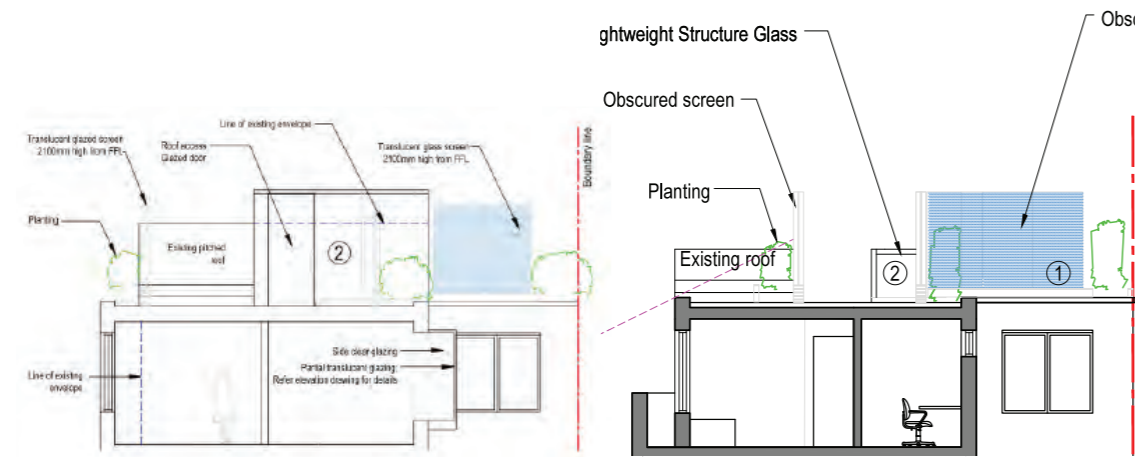 Translucent glazed screen
2100mm high from FFL
Roof access
Glazed door
Line of existing envelope
Translucent glass screen
2100mm high from FFL
Boundary line
Planting
Existing pitched
roof
2
Side clear glazing
Partial translucent glazing.
Refer elevation drawing for details
Line of existing
envelope
ghtweight Structure Glass
Obsc
Obscured screen
Planting
Existing roof
2
1